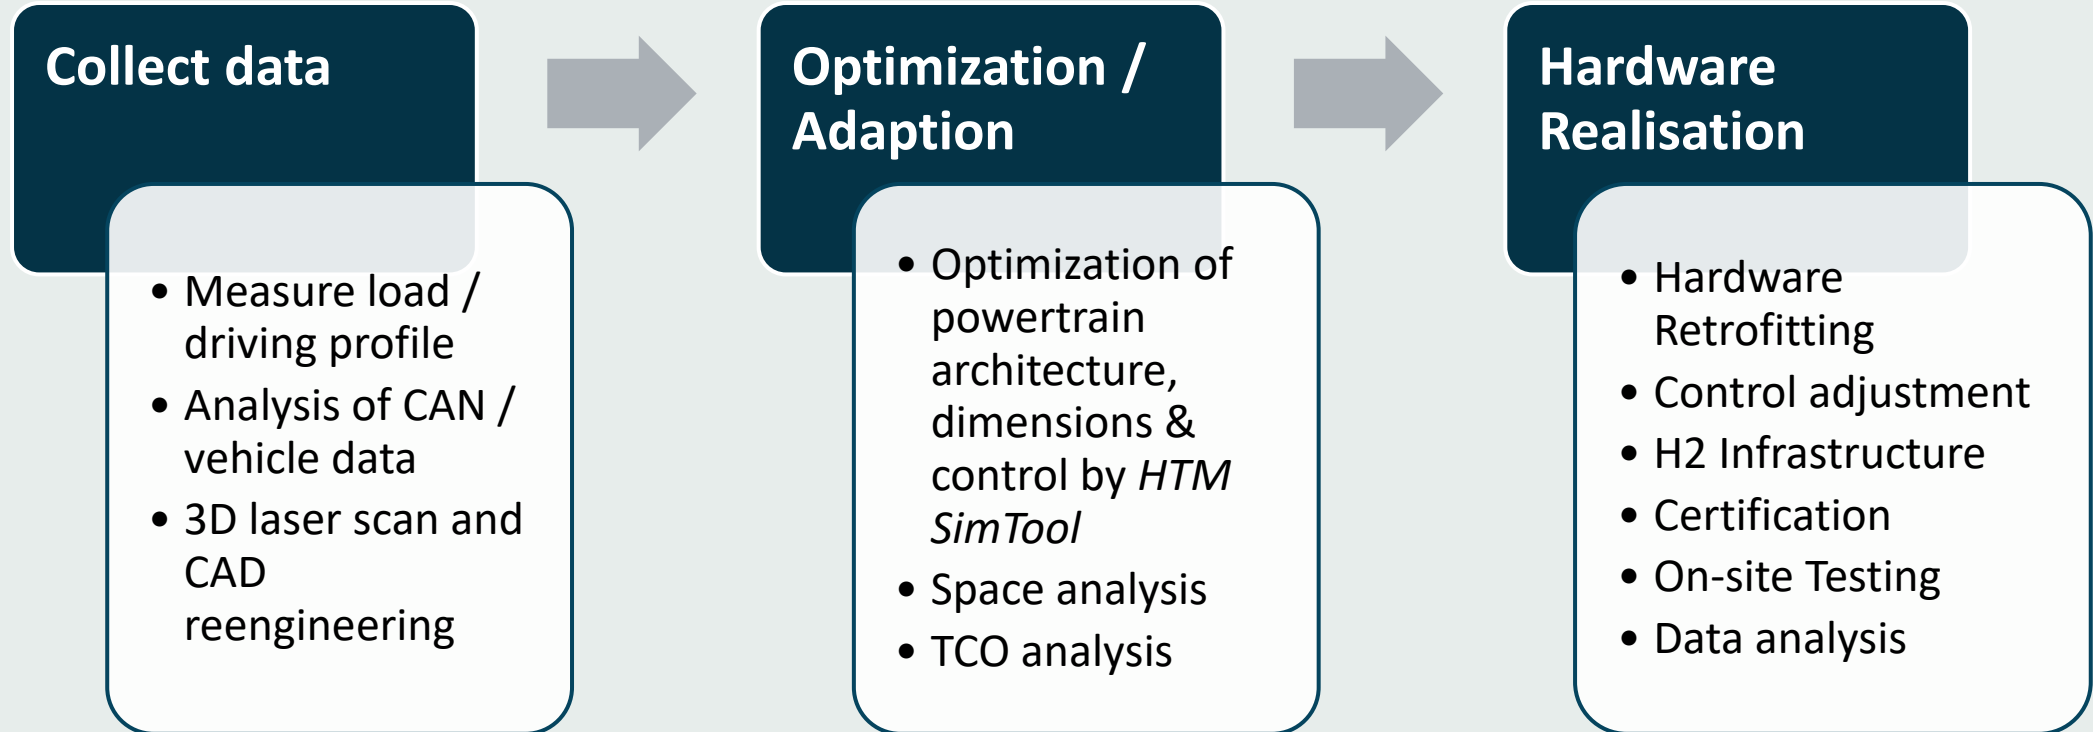 Collect data
• Measure load /
driving profile
• Analysis of CAN /
vehicle data
• 3D laser scan and
CAD
reengineering
Optimization /
Adaption
• Optimization of
powertrain
architecture,
dimensions &
control by HTM
SimTool
• Space analysis
• TCO analysis
Hardware
Realisation
• Hardware
Retrofitting
• Control adjustment
• H2 Infrastructure
• Certification
• On-site Testing
• Data analysis